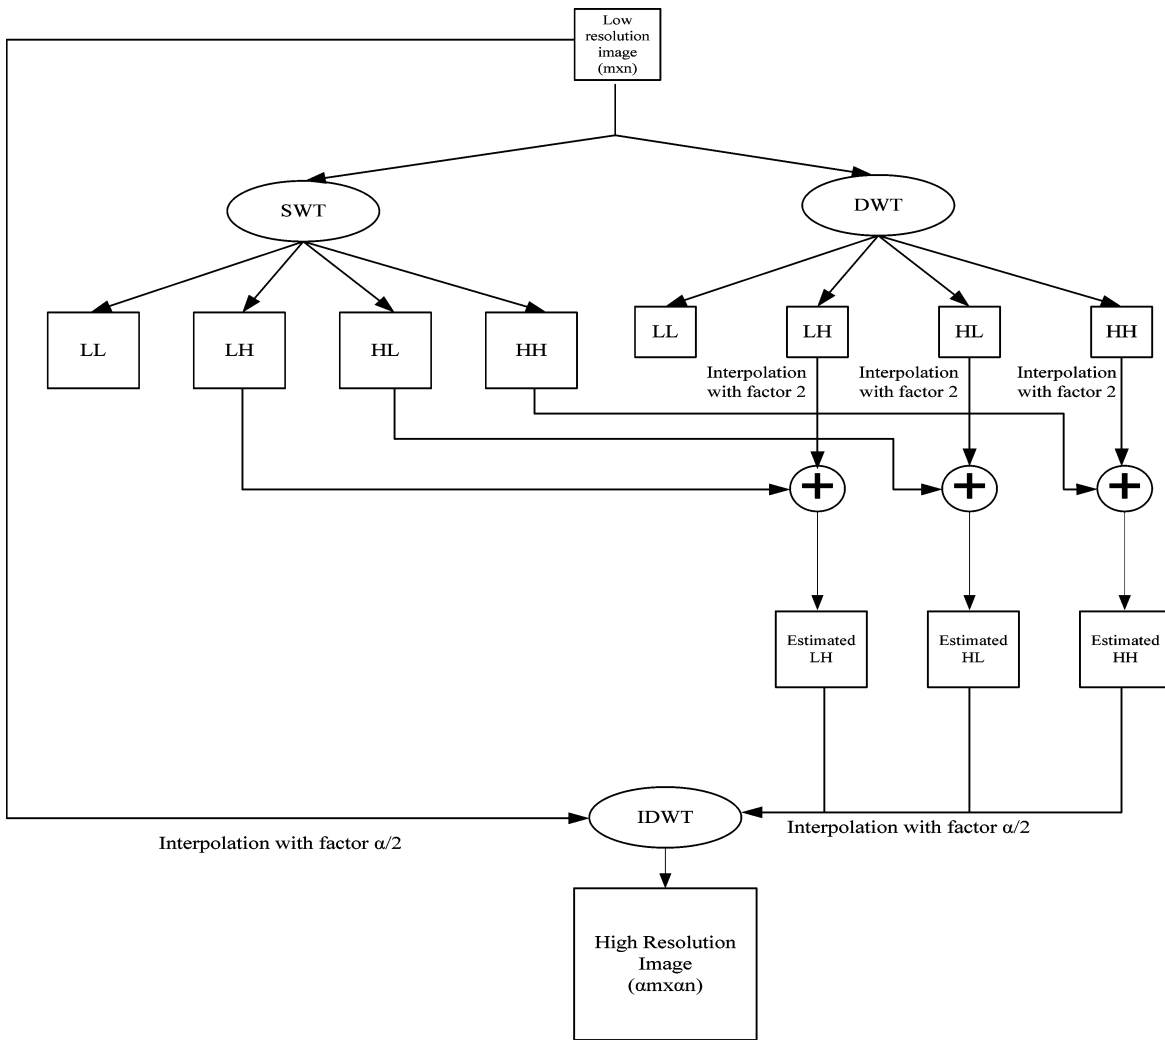 Low
resolution
image
(mxn)
SWT
DWT
LL
LH
HL
HH
LL
LH
HL
HH
Interpolation
with factor 2
Interpolation
with factor 2
Interpolation
with factor 2
+
+
+
Estimated
LH
Estimated
HL
Estimated
HH
IDWT
Interpolation with factor α/2
Interpolation with factor α/2
High Resolution
Image
(αmxαn)